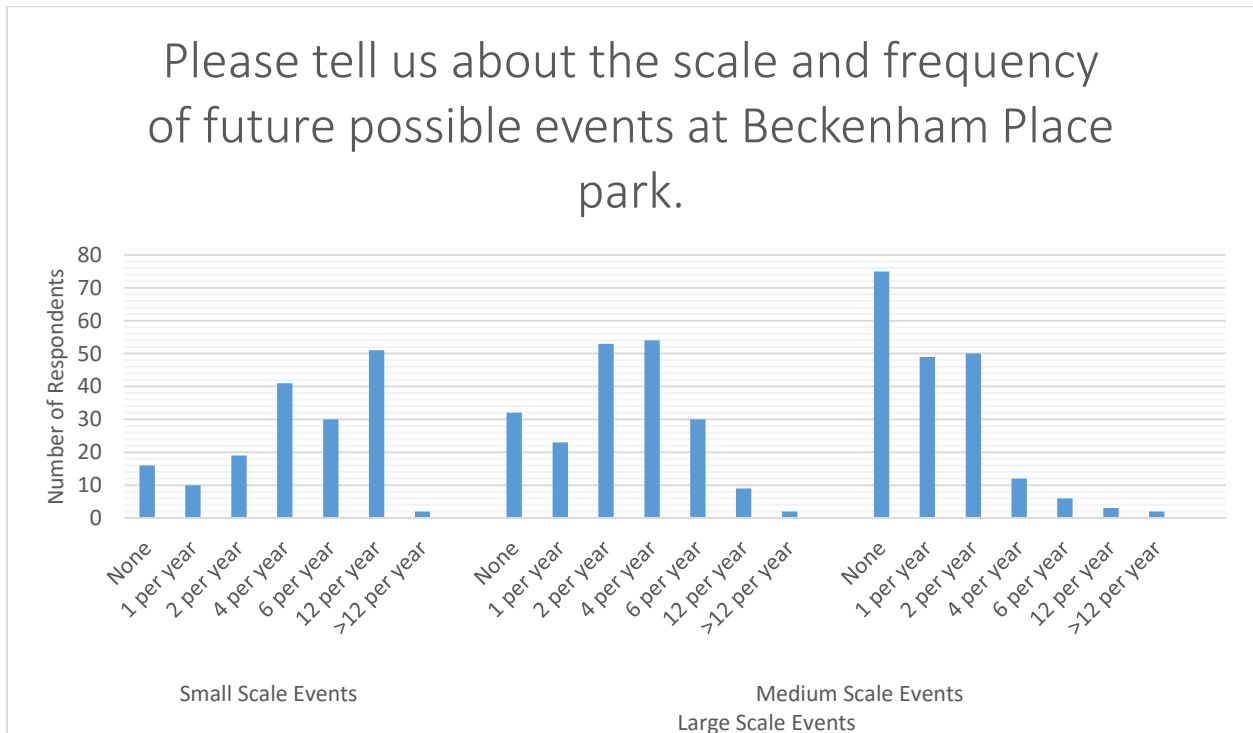 Please tell us about the scale and frequency
of future possible events at Beckenham Place
park.
Number of Respondents
80
70
60
50
40
30
20
10
0
None
1 per year
2 per year
4 per year
6 per year
12 per year
>12 per year
None
1 per year
2 per year
4 per year
6 per year
12 per year
>12 per year
None
1 per year
2 per year
4 per year
6 per year
12 per year
>12 per year
Small Scale Events
Medium Scale Events
Large Scale Events